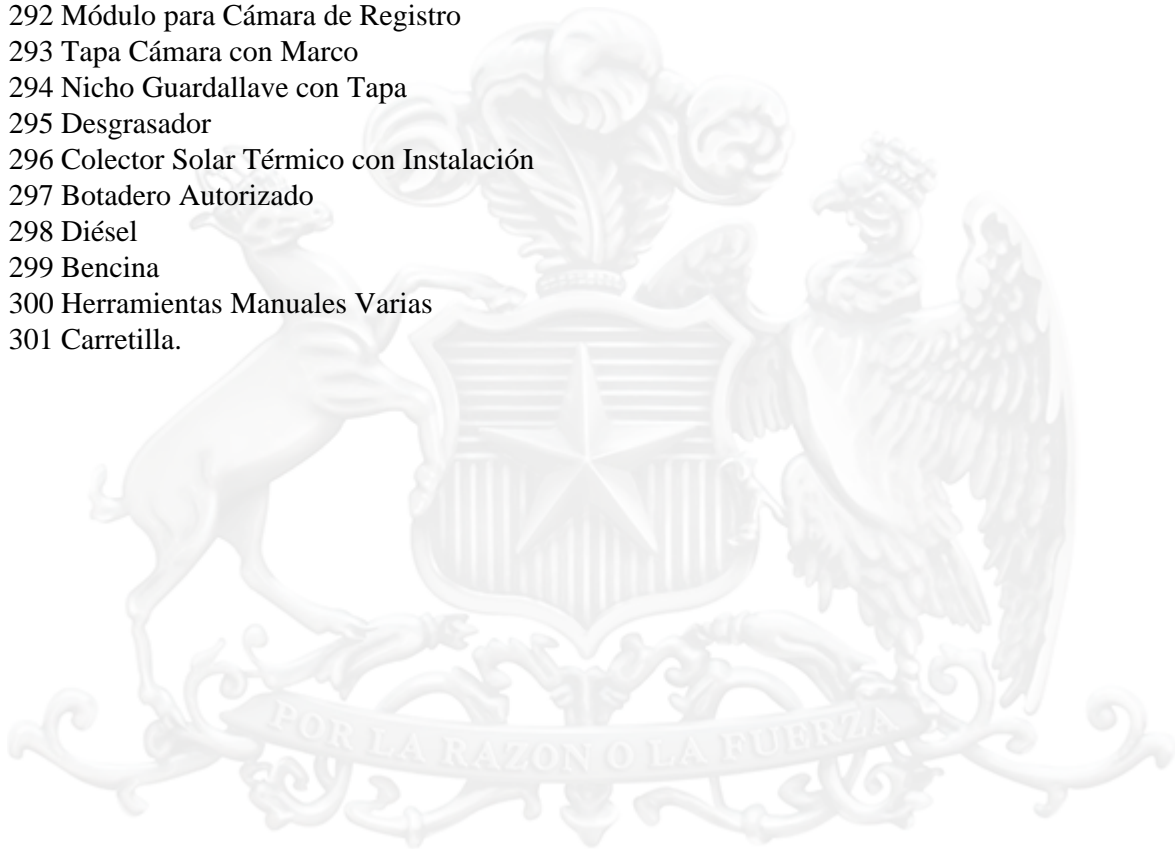 292 Módulo para Cámara de Registro
293 Tapa Cámara con Marco
294 Nicho Guardallave con Tapa
295 Desgrasador
296 Colector Solar Térmico con Instalación
297 Botadero Autorizado
298 Diésel
299 Bencina
300 Herramientas Manuales Varias
301 Carretilla.
POR LA RAZON O LA FUERZA